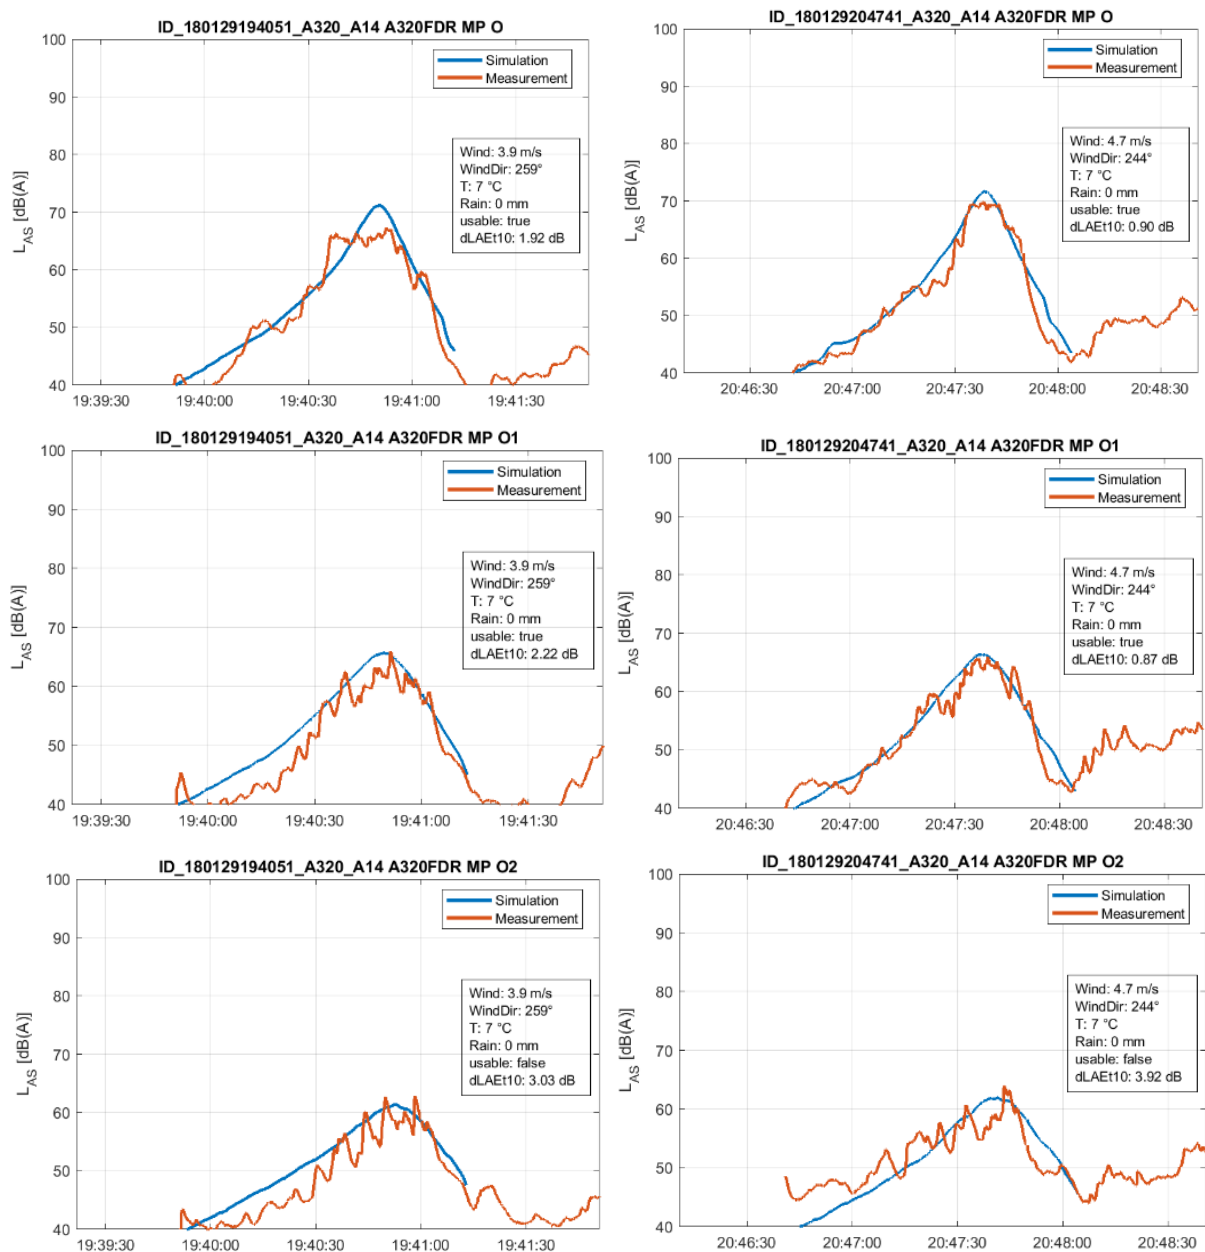 ID_180129194051_A320_A14 A320FDR MP O
100
90
80
70
60
50
40
L_AS [dB(A)]
Simulation
Measurement
Wind: 3.9 m/s
WindDir: 259°
T: 7 °C
Rain: 0 mm
usable: true
dLAEt10: 1.92 dB
19:39:30 19:40:00 19:40:30 19:41:00 19:41:30
ID_180129204741_A320_A14 A320FDR MP O
100
90
80
70
60
50
40
L_AS [dB(A)]
Simulation
Measurement
Wind: 4.7 m/s
WindDir: 244°
T: 7 °C
Rain: 0 mm
usable: true
dLAEt10: 0.90 dB
20:46:30 20:47:00 20:47:30 20:48:00 20:48:30
ID_180129194051_A320_A14 A320FDR MP O1
100
90
80
70
60
50
40
L_AS [dB(A)]
Simulation
Measurement
Wind: 3.9 m/s
WindDir: 259°
T: 7 °C
Rain: 0 mm
usable: true
dLAEt10: 2.22 dB
19:39:30 19:40:00 19:40:30 19:41:00 19:41:30
ID_180129204741_A320_A14 A320FDR MP O1
100
90
80
70
60
50
40
L_AS [dB(A)]
Simulation
Measurement
Wind: 4.7 m/s
WindDir: 244°
T: 7 °C
Rain: 0 mm
usable: true
dLAEt10: 0.87 dB
20:46:30 20:47:00 20:47:30 20:48:00 20:48:30
ID_180129194051_A320_A14 A320FDR MP O2
100
90
80
70
60
50
40
L_AS [dB(A)]
Simulation
Measurement
Wind: 3.9 m/s
WindDir: 259°
T: 7 °C
Rain: 0 mm
usable: false
dLAEt10: 3.03 dB
19:39:30 19:40:00 19:40:30 19:41:00 19:41:30
ID_180129204741_A320_A14 A320FDR MP O2
100
90
80
70
60
50
40
L_AS [dB(A)]
Simulation
Measurement
Wind: 4.7 m/s
WindDir: 244°
T: 7 °C
Rain: 0 mm
usable: false
dLAEt10: 3.92 dB
20:46:30 20:47:00 20:47:30 20:48:00 20:48:30